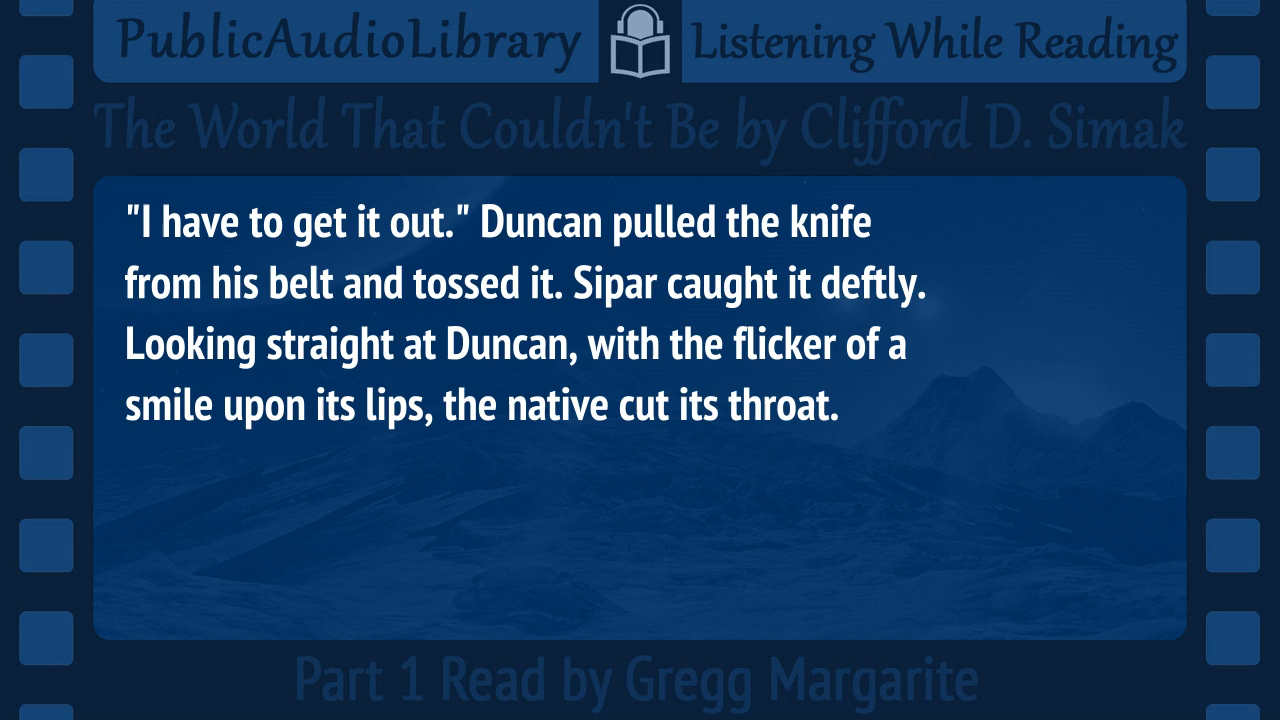 PublicAudioLibrary Listening While Reading
The World That Couldn't Be by Clifford D. Simak
"I have to get it out." Duncan pulled the knife
from his belt and tossed it. Sipar caught it deftly.
Looking straight at Duncan, with the flicker of a
smile upon its lips, the native cut its throat.
Part 1 Read by Gregg Margarite